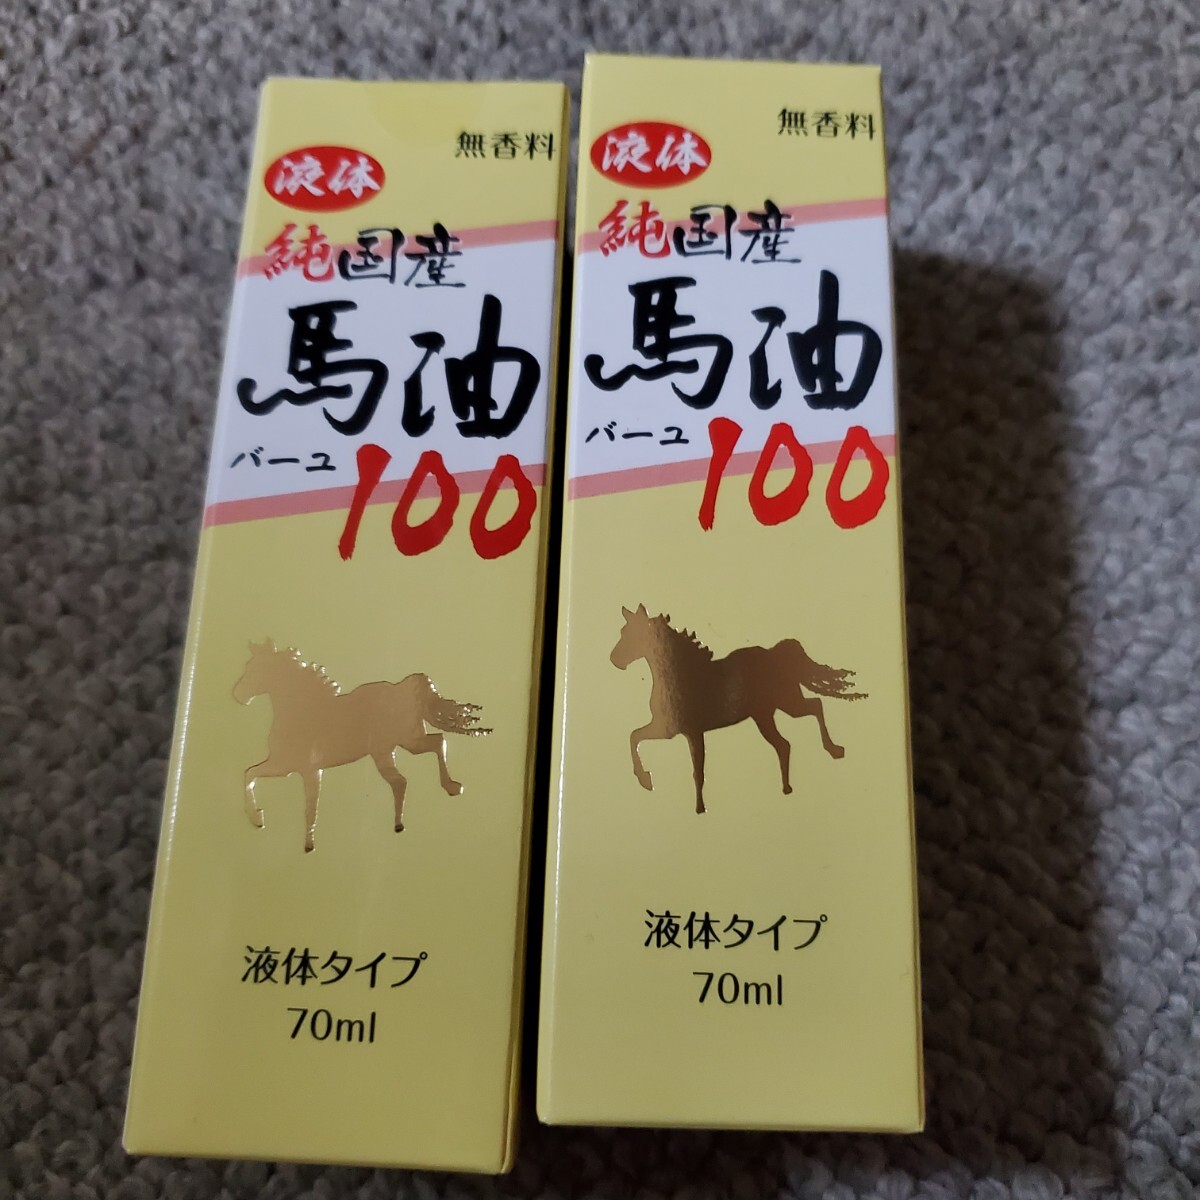 無香料
液体
純国産
馬油
バーユ
100
液体タイプ
70ml
無香料
液体
純国産
馬油
バーユ
100
液体タイプ
70ml